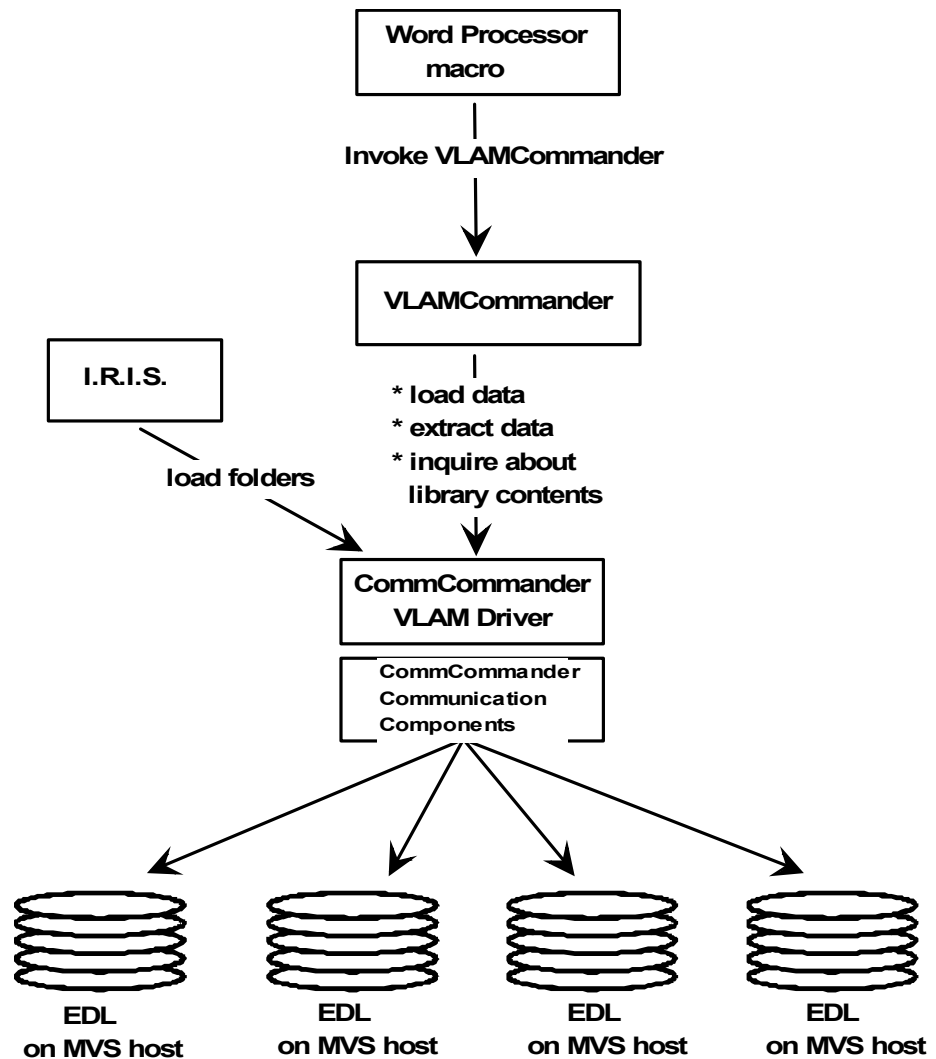 Word Processor
macro
Invoke VLAMCommander
VLAMCommander
I.R.I.S.
* load data
* extract data
* inquire about
library contents
load folders
CommCommander
VLAM Driver
CommCommander
Communication
Components
EDL
on MVS host
EDL
on MVS host
EDL
on MVS host
EDL
on MVS host